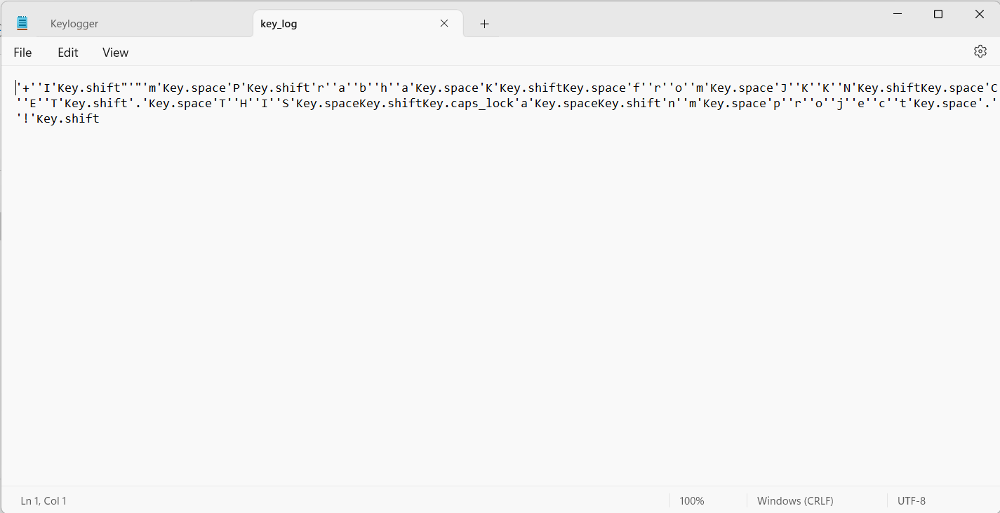 Keylogger
key_log
File Edit View
'+''I'Key.shift"'"'m'Key.space'P'Key.shift'r''a''b''h''a'Key.space'K'Key.shiftKey.space'f''r''o''m'Key.space'J''K''K''N'Key.shiftKey.space'C
''E''T'Key.shift'.'Key.space'T''H''I''S'Key.spaceKey.shiftKey.caps_lock'a'Key.spaceKey.shift'n''m'Key.space'p''r''o''j''e''c''t'Key.space'.'
'!'Key.shift
Ln 1, Col 1 100% Windows (CRLF) UTF-8